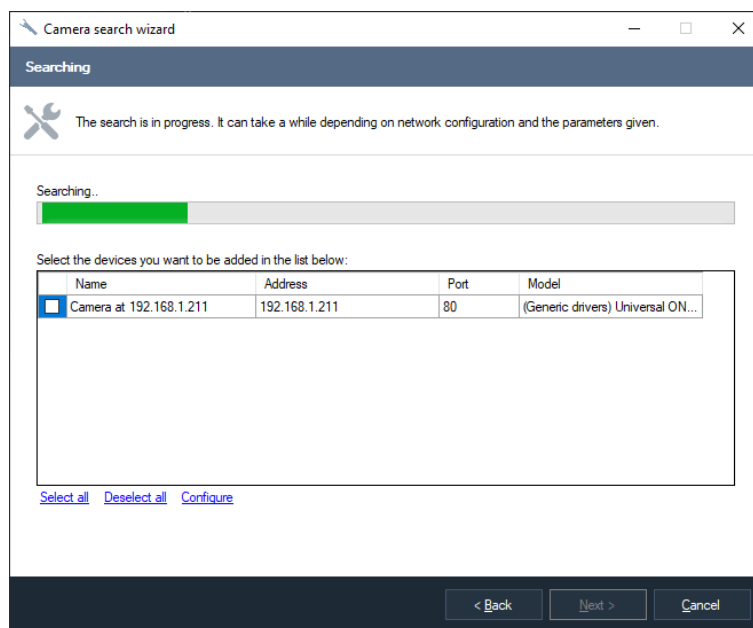 Camera search wizard
Searching
The search is in progress. It can take a while depending on network configuration and the parameters given.
Searching..
Select the devices you want to be added in the list below:
Name Address Port Model
Camera at 192.168.1.211 192.168.1.211 80 (Generic drivers) Universal ON...
Select all Deselect all Configure
< Back Next > Cancel